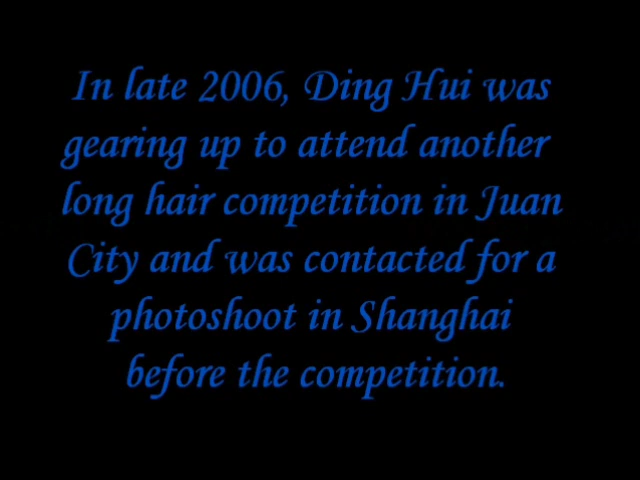 In late 2006, Ding Hui was
gearing up to attend another
long hair competition in Juan
City and was contacted for a
photoshoot in Shanghai
before the competition.